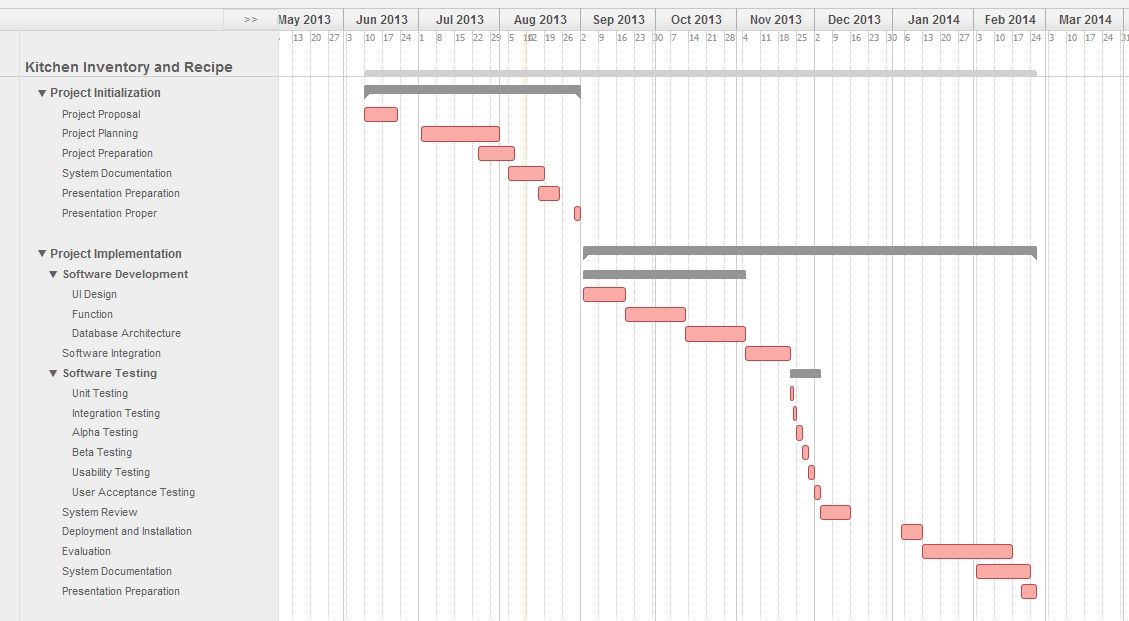 >> May 2013 Jun 2013 Jul 2013 Aug 2013 Sep 2013 Oct 2013 Nov 2013 Dec 2013 Jan 2014 Feb 2014 Mar 2014
13 20 27 3 10 17 24 1 8 15 22 29 5 12 19 26 2 9 16 23 30 7 14 21 28 4 11 18 25 2 9 16 23 30 6 13 20 27 3 10 17 24 3 10 17 24 31
Kitchen Inventory and Recipe
▼ Project Initialization
Project Proposal
Project Planning
Project Preparation
System Documentation
Presentation Preparation
Presentation Proper
▼ Project Implementation
▼ Software Development
UI Design
Function
Database Architecture
Software Integration
▼ Software Testing
Unit Testing
Integration Testing
Alpha Testing
Beta Testing
Usability Testing
User Acceptance Testing
System Review
Deployment and Installation
Evaluation
System Documentation
Presentation Preparation